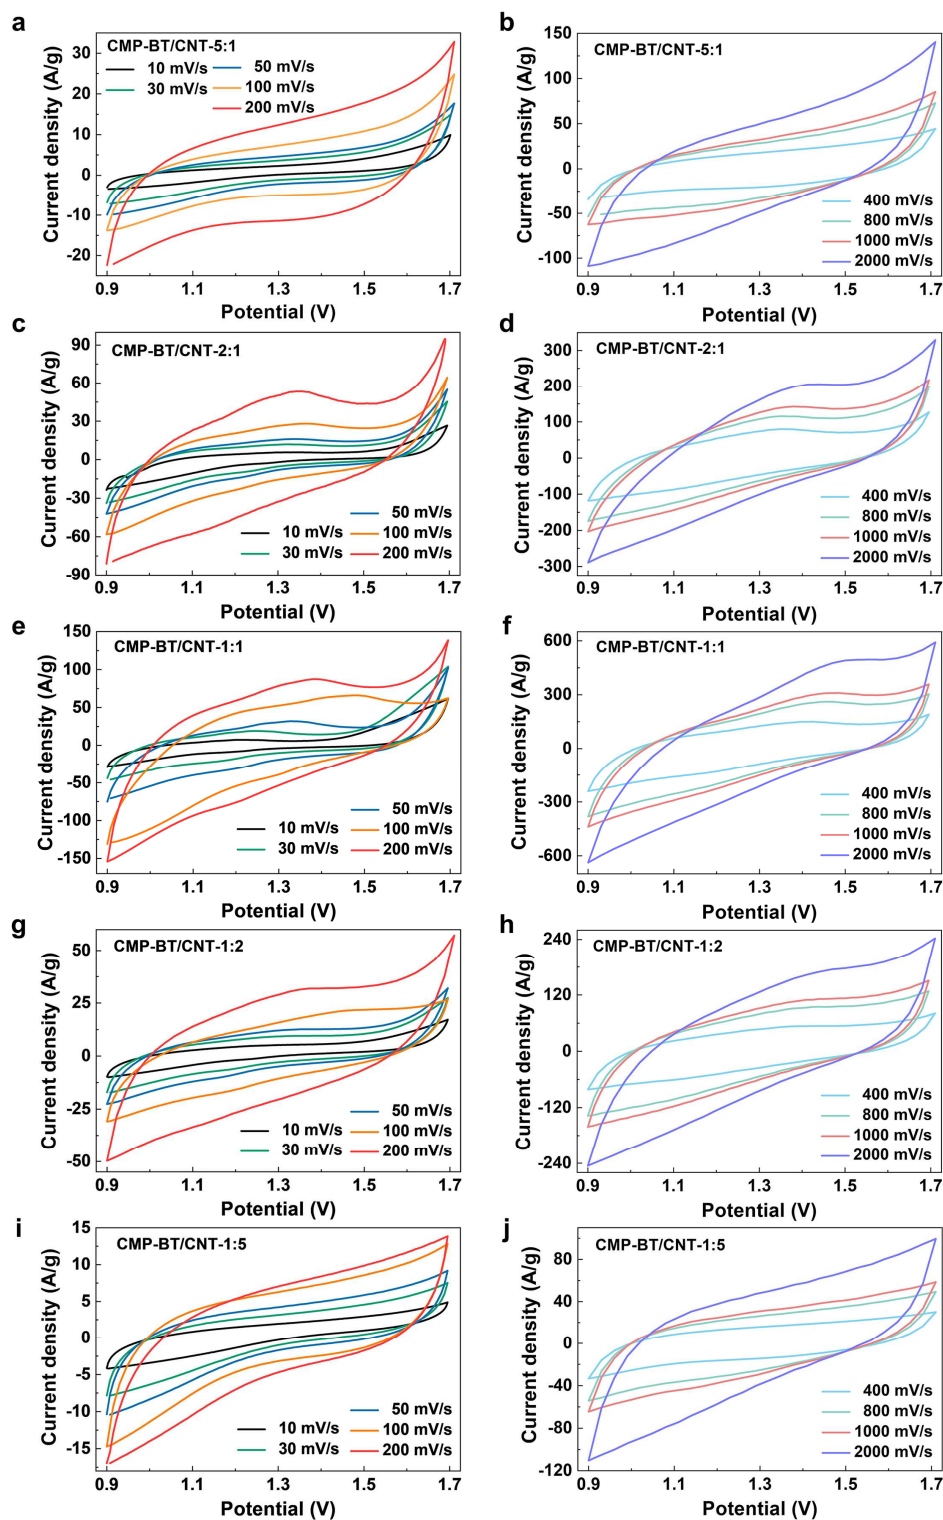 a
CMP-BT/CNT-5:1
10 mV/s
30 mV/s
50 mV/s
100 mV/s
200 mV/s
30
20
10
0
-10
-20
Current density (A/g)
0.9 1.1 1.3 1.5 1.7
Potential (V)
b
CMP-BT/CNT-5:1
150
100
50
0
-50
-100
Current density (A/g)
400 mV/s
800 mV/s
1000 mV/s
2000 mV/s
0.9 1.1 1.3 1.5 1.7
Potential (V)
c
CMP-BT/CNT-2:1
90
60
30
0
-30
-60
-90
Current density (A/g)
10 mV/s
30 mV/s
50 mV/s
100 mV/s
200 mV/s
0.9 1.1 1.3 1.5 1.7
Potential (V)
d
CMP-BT/CNT-2:1
300
200
100
0
-100
-200
-300
Current density (A/g)
400 mV/s
800 mV/s
1000 mV/s
2000 mV/s
0.9 1.1 1.3 1.5 1.7
Potential (V)
e
CMP-BT/CNT-1:1
150
100
50
0
-50
-100
-150
Current density (A/g)
10 mV/s
30 mV/s
50 mV/s
100 mV/s
200 mV/s
0.9 1.1 1.3 1.5 1.7
Potential (V)
f
CMP-BT/CNT-1:1
600
300
0
-300
-600
Current density (A/g)
400 mV/s
800 mV/s
1000 mV/s
2000 mV/s
0.9 1.1 1.3 1.5 1.7
Potential (V)
g
CMP-BT/CNT-1:2
50
25
0
-25
-50
Current density (A/g)
10 mV/s
30 mV/s
50 mV/s
100 mV/s
200 mV/s
0.9 1.1 1.3 1.5 1.7
Potential (V)
h
CMP-BT/CNT-1:2
240
120
0
-120
-240
Current density (A/g)
400 mV/s
800 mV/s
1000 mV/s
2000 mV/s
0.9 1.1 1.3 1.5 1.7
Potential (V)
i
CMP-BT/CNT-1:5
15
10
5
0
-5
-10
-15
Current density (A/g)
10 mV/s
30 mV/s
50 mV/s
100 mV/s
200 mV/s
0.9 1.1 1.3 1.5 1.7
Potential (V)
j
CMP-BT/CNT-1:5
80
40
0
-40
-80
-120
Current density (A/g)
400 mV/s
800 mV/s
1000 mV/s
2000 mV/s
0.9 1.1 1.3 1.5 1.7
Potential (V)